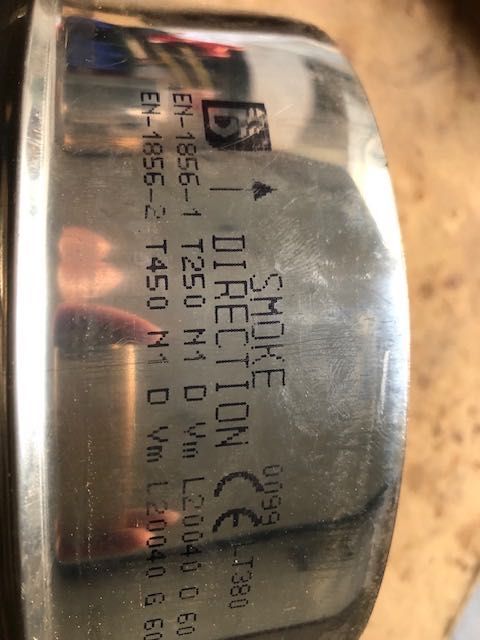 SMOKE 0099
DIRECTION CE LT380
EN-1856-1 T250 N1 D Vm L20040 O 60
EN-1856-2 T450 N1 D Vm L20040 G 60